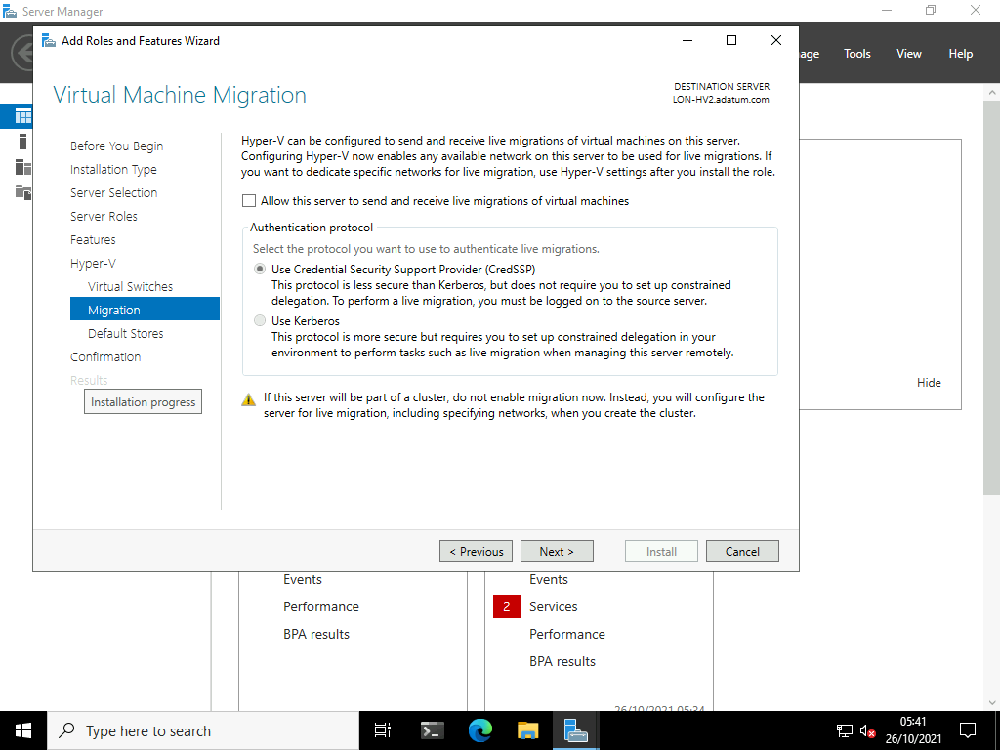 Server Manager
Add Roles and Features Wizard
age
Tools
View
Help
Virtual Machine Migration
DESTINATION SERVER
LON-HV2.adatum.com
Before You Begin
Installation Type
Server Selection
Server Roles
Features
Hyper-V
Virtual Switches
Migration
Default Stores
Confirmation
Results
Installation progress
Hyper-V can be configured to send and receive live migrations of virtual machines on this server.
Configuring Hyper-V now enables any available network on this server to be used for live migrations. If
you want to dedicate specific networks for live migration, use Hyper-V settings after you install the role.
Allow this server to send and receive live migrations of virtual machines
Authentication protocol
Select the protocol you want to use to authenticate live migrations.
Use Credential Security Support Provider (CredSSP)
This protocol is less secure than Kerberos, but does not require you to set up constrained
delegation. To perform a live migration, you must be logged on to the source server.
Use Kerberos
This protocol is more secure but requires you to set up constrained delegation in your
environment to perform tasks such as live migration when managing this server remotely.
If this server will be part of a cluster, do not enable migration now. Instead, you will configure the
server for live migration, including specifying networks, when you create the cluster.
Hide
< Previous
Next >
Install
Cancel
Events
Performance
BPA results
Events
2 Services
Performance
BPA results
26/10/2021 05:34
Type here to search
05:41
26/10/2021